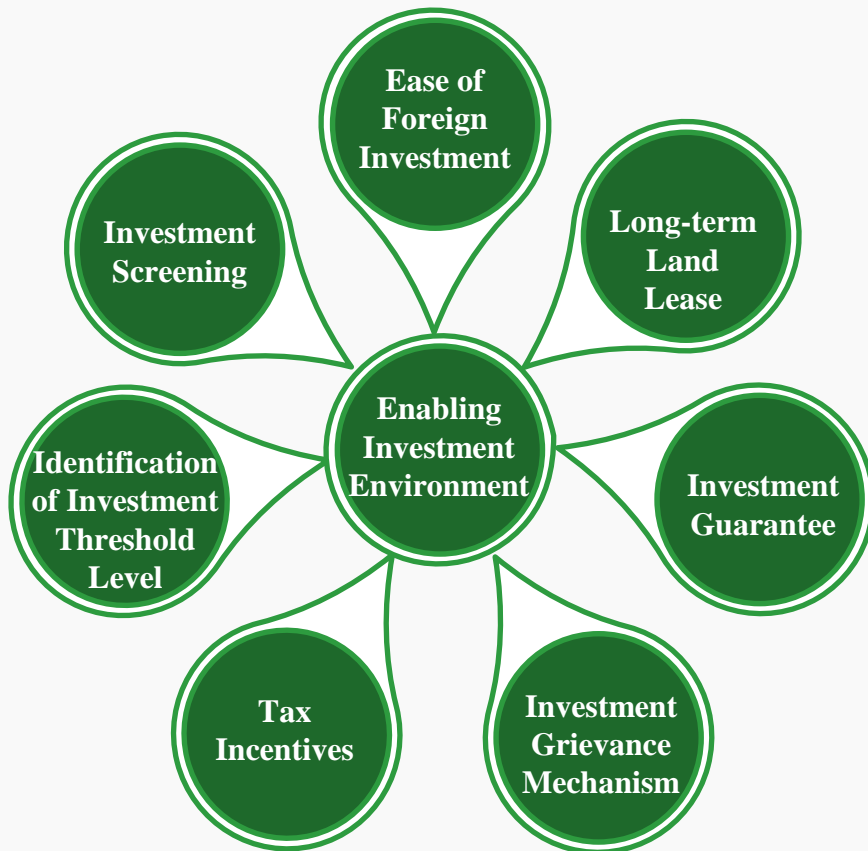 Ease of
Foreign
Investment
Long-term
Land
Lease
Investment
Guarantee
Investment
Grievance
Mechanism
Tax
Incentives
Identification
of Investment
Threshold
Level
Investment
Screening
Enabling
Investment
Environment